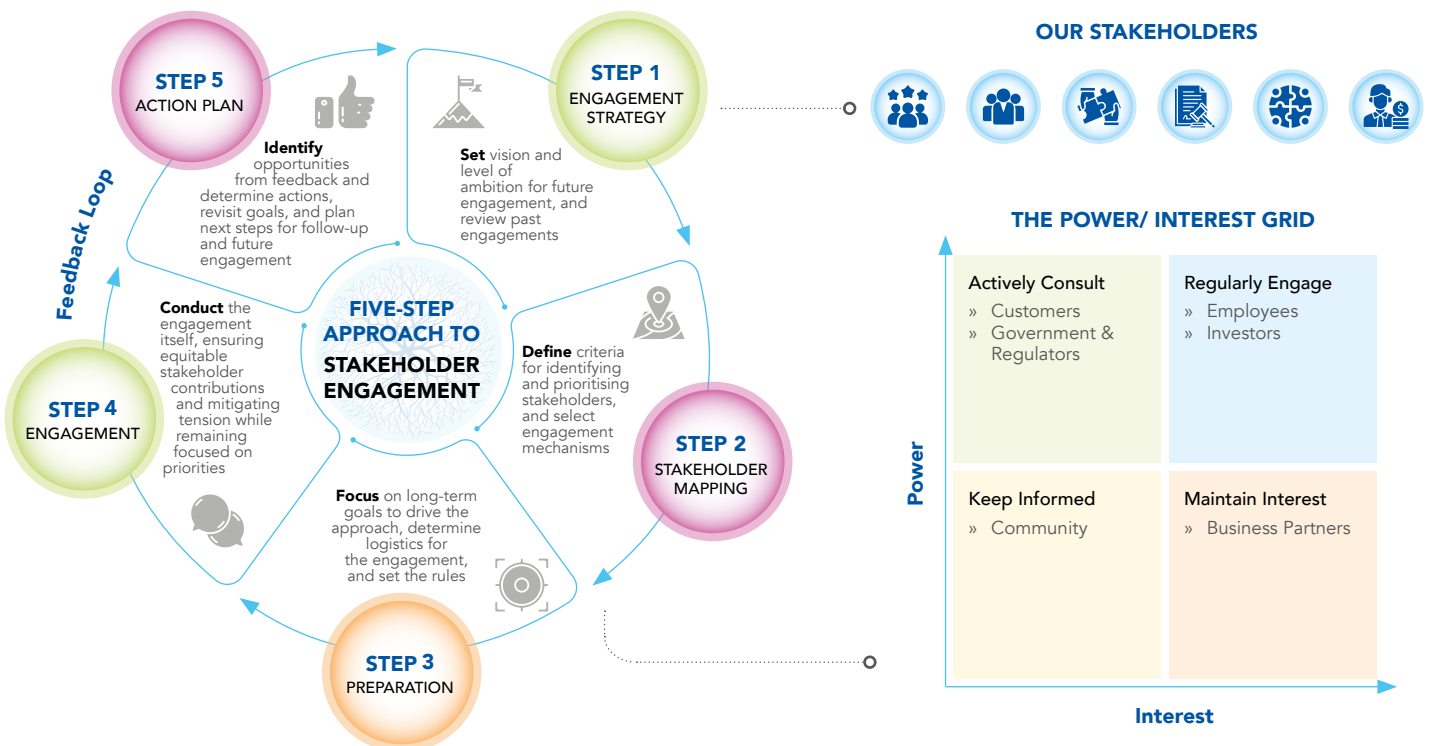 STEP 1
ENGAGEMENT
STRATEGY
Set vision and
level of
ambition for future
engagement, and
review past
engagements
STEP 2
STAKEHOLDER
MAPPING
Define criteria
for identifying
and prioritising
stakeholders,
and select
engagement
mechanisms
STEP 3
PREPARATION
Focus on long-term
goals to drive the
approach, determine
logistics for
the engagement,
and set the rules
STEP 4
ENGAGEMENT
Conduct the
engagement
itself, ensuring
equitable
stakeholder
contributions
and mitigating
tension while
remaining
focused on
priorities
Feedback Loop
STEP 5
ACTION PLAN
Identify
opportunities
from feedback and
determine actions,
revisit goals, and plan
next steps for follow-up
and future
engagement
FIVE-STEP
APPROACH TO
STAKEHOLDER
ENGAGEMENT
OUR STAKEHOLDERS
THE POWER/ INTEREST GRID
Power
Actively Consult
» Customers
» Government &
Regulators
Regularly Engage
» Employees
» Investors
Keep Informed
» Community
Maintain Interest
» Business Partners
Interest